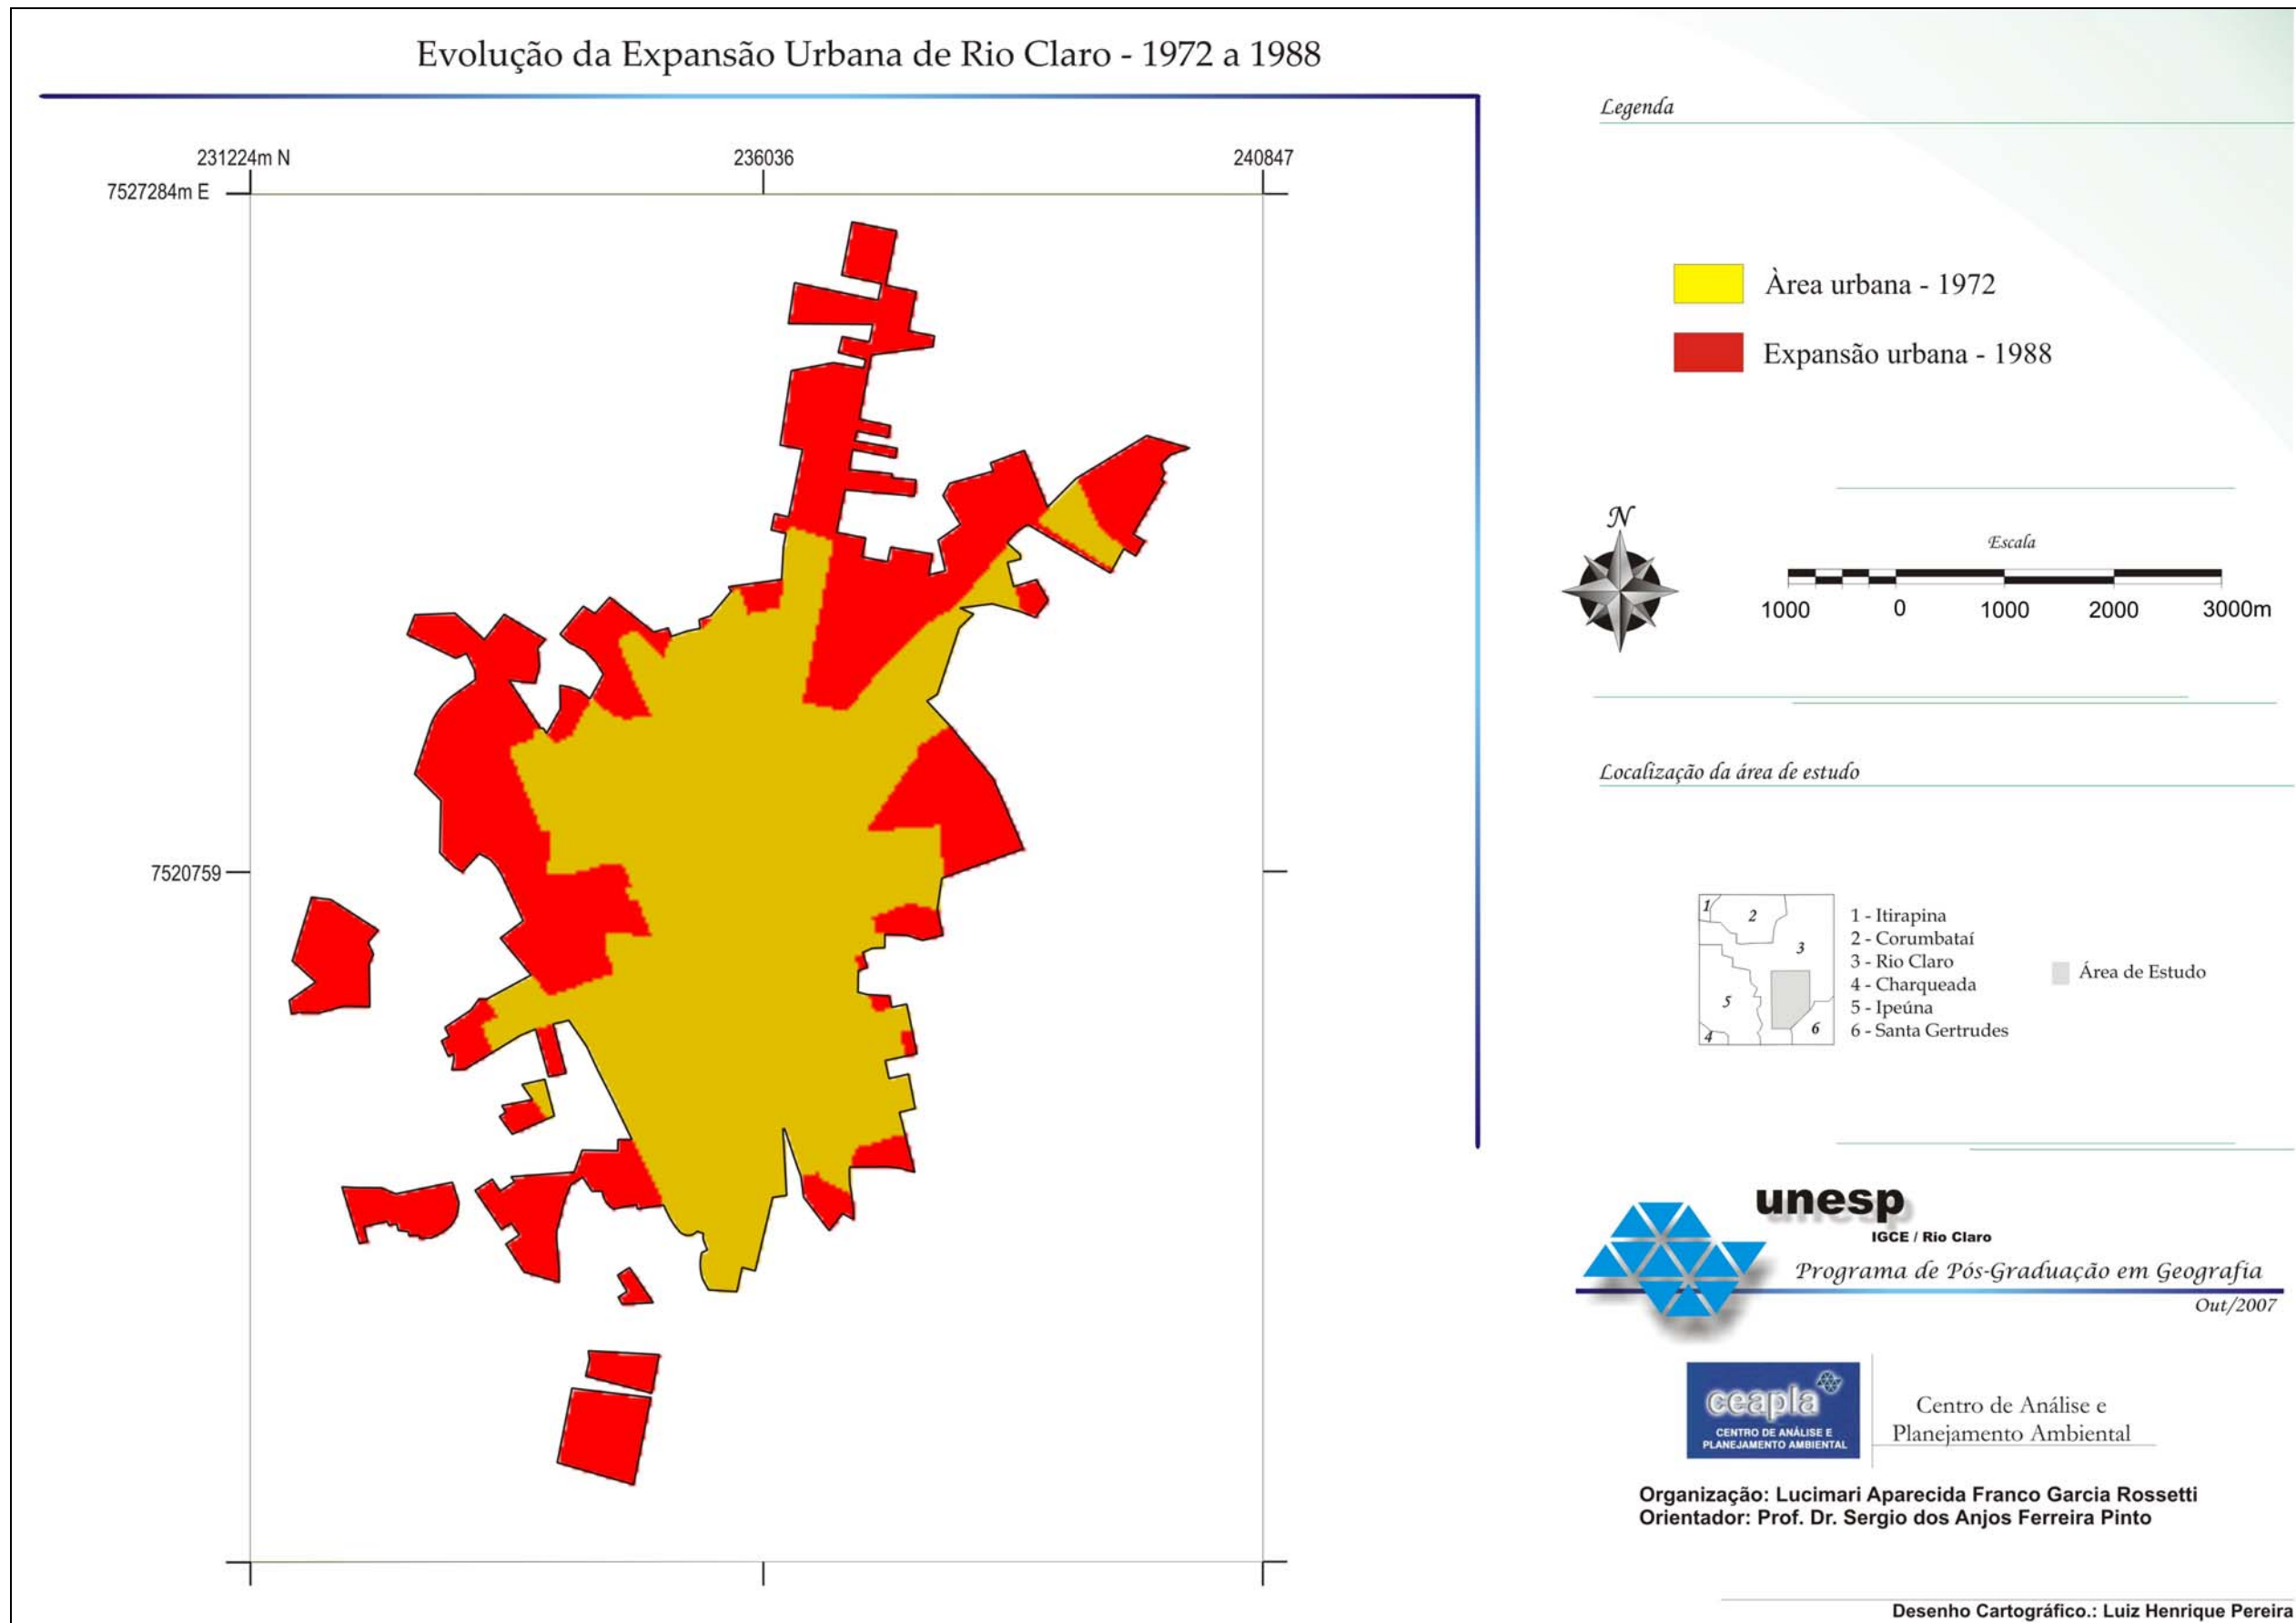 Evolução da Expansão Urbana de Rio Claro - 1972 a 1988
231224m N
236036
240847
7527284m E
7520759
Legenda
Àrea urbana - 1972
Expansão urbana - 1988
N
Escala
1000
0
1000
2000
3000m
Localização da área de estudo
1
2
3
4
5
6
1 - Itirapina
2 - Corumbataí
3 - Rio Claro
4 - Charqueada
5 - Ipeúna
6 - Santa Gertrudes
Área de Estudo
unesp
IGCE / Rio Claro
Programa de Pós-Graduação em Geografia
Out/2007
ceapla
CENTRO DE ANÁLISE E
PLANEJAMENTO AMBIENTAL
Centro de Análise e
Planejamento Ambiental
Organização: Lucimari Aparecida Franco Garcia Rossetti
Orientador: Prof. Dr. Sergio dos Anjos Ferreira Pinto
Desenho Cartográfico.: Luiz Henrique Pereira